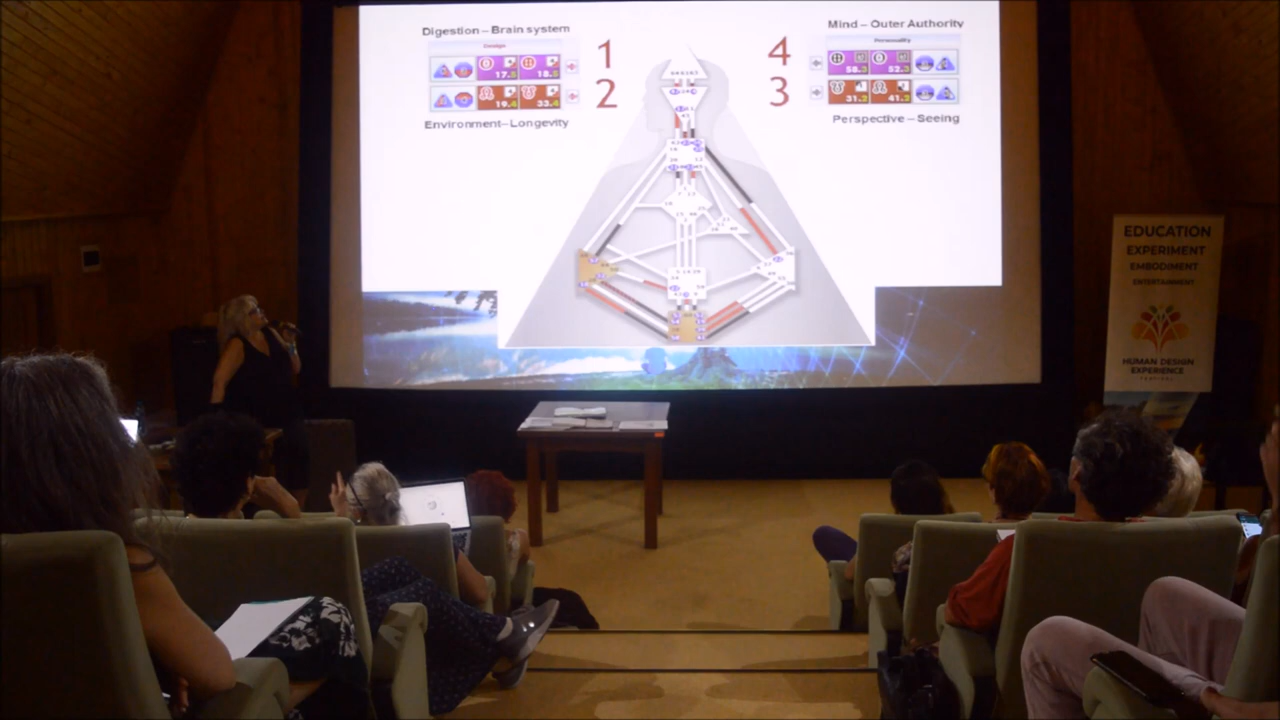 Digestion – Brain system
Design
17.5
18.5
19.4
33.4
Environment– Longevity
1
2
4
3
Mind – Outer Authority
Personality
58.3
52.3
31.2
41.2
Perspective – Seeing
EDUCATION
EXPERIMENT
EMBODIMENT
ENTERTAINMENT
HUMAN DESIGN
EXPERIENCE
FESTIVAL